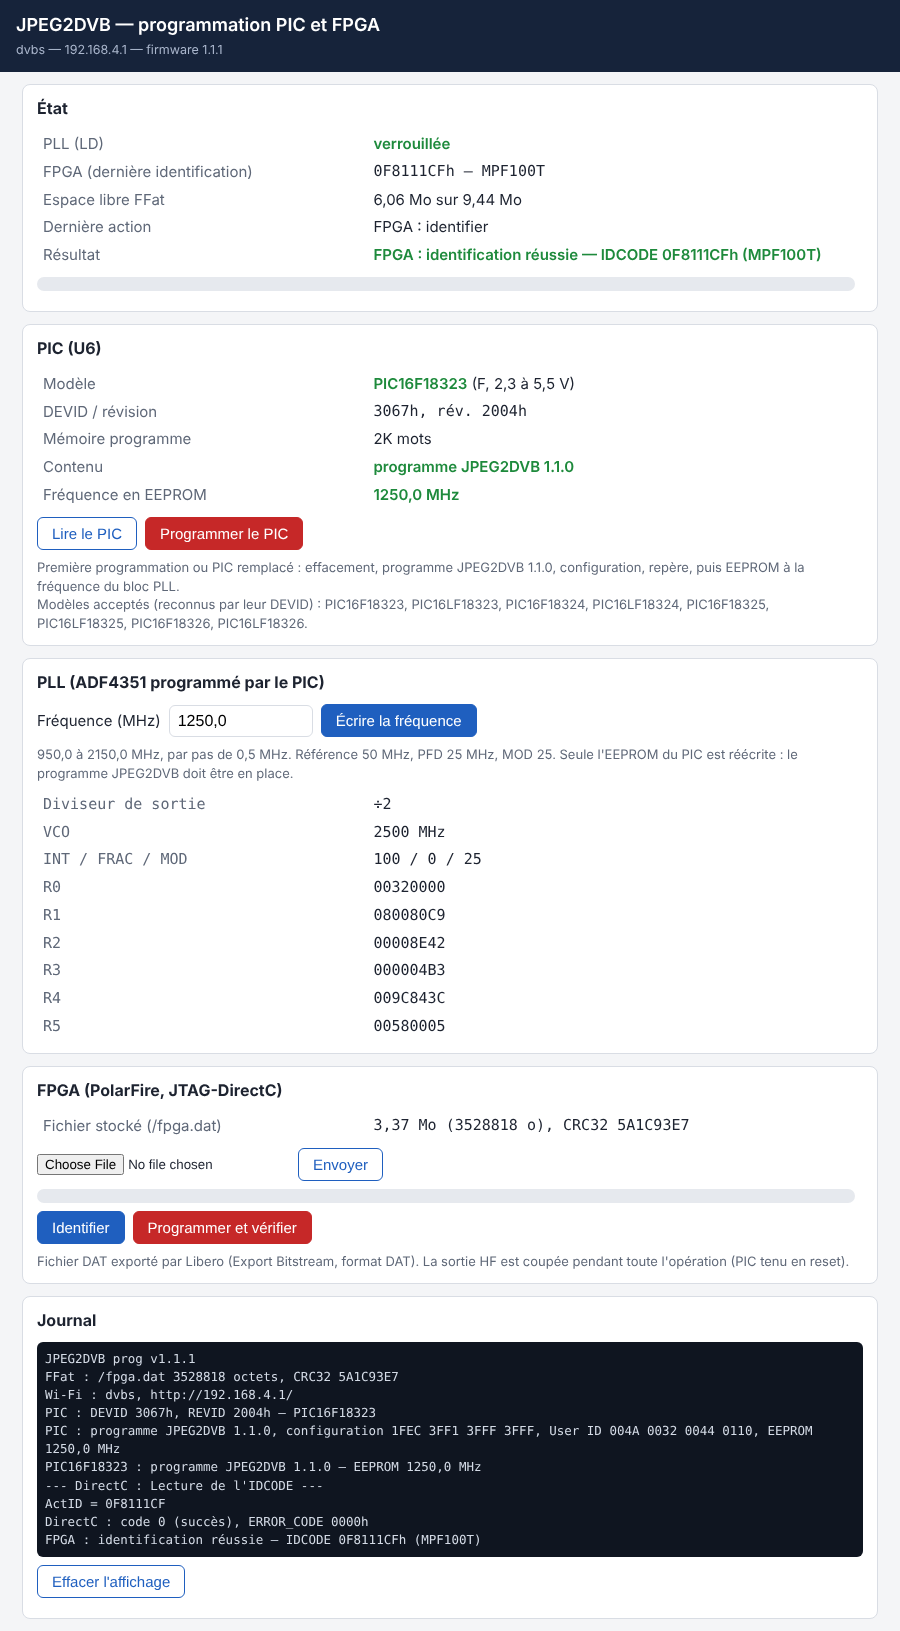 JPEG2DVB — programmation PIC et FPGA
dvbs — 192.168.4.1 — firmware 1.1.1
État
PLL (LD) verrouillée
FPGA (dernière identification) 0F8111CFh — MPF100T
Espace libre FFat 6,06 Mo sur 9,44 Mo
Dernière action FPGA : identifier
Résultat FPGA : identification réussie — IDCODE 0F8111CFh (MPF100T)
PIC (U6)
Modèle PIC16F18323 (F, 2,3 à 5,5 V)
DEVID / révision 3067h, rév. 2004h
Mémoire programme 2K mots
Contenu programme JPEG2DVB 1.1.0
Fréquence en EEPROM 1250,0 MHz
Lire le PIC Programmer le PIC
Première programmation ou PIC remplacé : effacement, programme JPEG2DVB 1.1.0, configuration, repère, puis EEPROM à la
fréquence du bloc PLL.
Modèles acceptés (reconnus par leur DEVID) : PIC16F18323, PIC16LF18323, PIC16F18324, PIC16LF18324, PIC16F18325,
PIC16LF18325, PIC16F18326, PIC16LF18326.
PLL (ADF4351 programmé par le PIC)
Fréquence (MHz) 1250,0 Écrire la fréquence
950,0 à 2150,0 MHz, par pas de 0,5 MHz. Référence 50 MHz, PFD 25 MHz, MOD 25. Seule l'EEPROM du PIC est réécrite : le
programme JPEG2DVB doit être en place.
Diviseur de sortie ÷2
VCO 2500 MHz
INT / FRAC / MOD 100 / 0 / 25
R0 00320000
R1 080080C9
R2 00008E42
R3 000004B3
R4 009C843C
R5 00580005
FPGA (PolarFire, JTAG-DirectC)
Fichier stocké (/fpga.dat) 3,37 Mo (3528818 o), CRC32 5A1C93E7
Choose File No file chosen Envoyer
Identifier Programmer et vérifier
Fichier DAT exporté par Libero (Export Bitstream, format DAT). La sortie HF est coupée pendant toute l'opération (PIC tenu en reset).
Journal
JPEG2DVB prog v1.1.1
FFat : /fpga.dat 3528818 octets, CRC32 5A1C93E7
Wi-Fi : dvbs, http://192.168.4.1/
PIC : DEVID 3067h, REVID 2004h — PIC16F18323
PIC : programme JPEG2DVB 1.1.0, configuration 1FEC 3FF1 3FFF 3FFF, User ID 004A 0032 0044 0110, EEPROM
1250,0 MHz
PIC16F18323 : programme JPEG2DVB 1.1.0 — EEPROM 1250,0 MHz
--- DirectC : Lecture de l'IDCODE ---
ActID = 0F8111CF
DirectC : code 0 (succès), ERROR_CODE 0000h
FPGA : identification réussie — IDCODE 0F8111CFh (MPF100T)
Effacer l'affichage